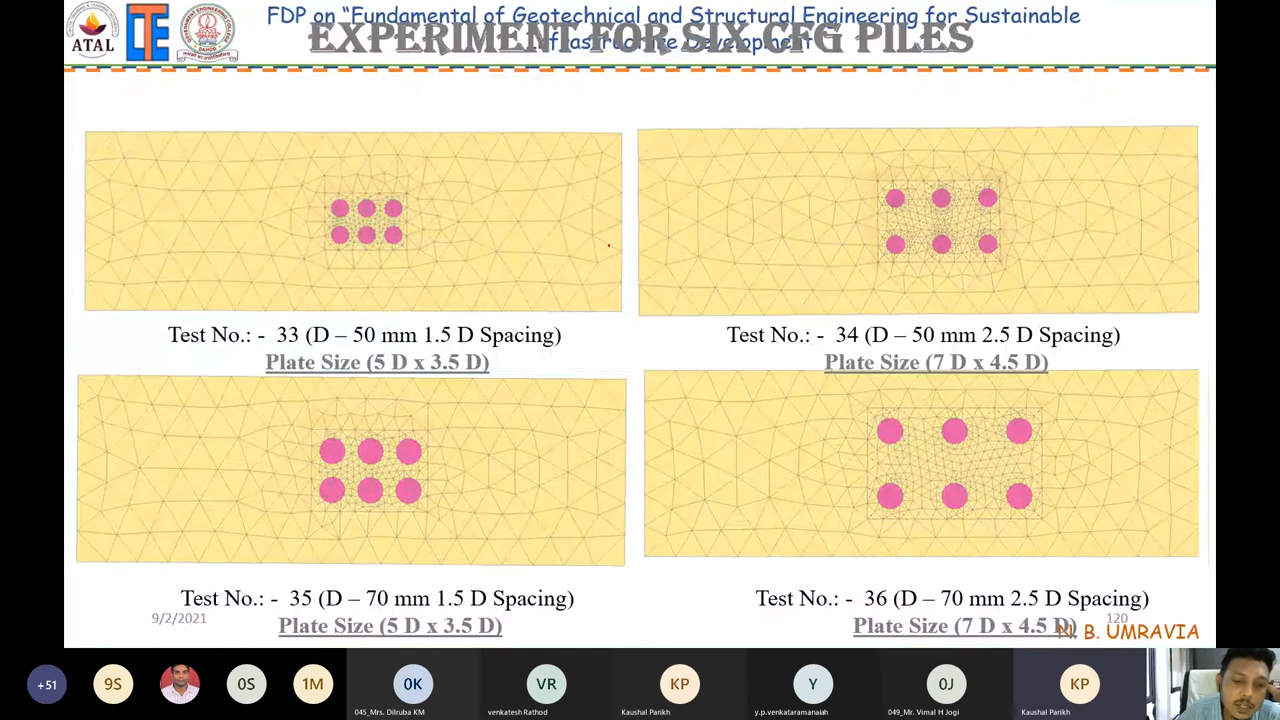 FDP on “Fundamental of Geotechnical and Structural Engineering for Sustainable
Infrastructure Development
EXPERIMENT FOR SIX CFG PILES
ATAL
Test No.: -  33 (D – 50 mm 1.5 D Spacing)
Plate Size (5 D x 3.5 D)
Test No.: -  34 (D – 50 mm 2.5 D Spacing)
Plate Size (7 D x 4.5 D)
Test No.: -  35 (D – 70 mm 1.5 D Spacing)
Plate Size (5 D x 3.5 D)
Test No.: -  36 (D – 70 mm 2.5 D Spacing)
Plate Size (7 D x 4.5 D)
9/2/2021
120
N. B. UMRAVIA
+51
9S
0S
1M
0K
045_Mrs. Dilruba KM
VR
venkatesh Rathod
KP
Kaushal Parikh
Y
y.p.venkataramanaiah
0J
049_Mr. Vimal H Jogi
KP
Kaushal Parikh